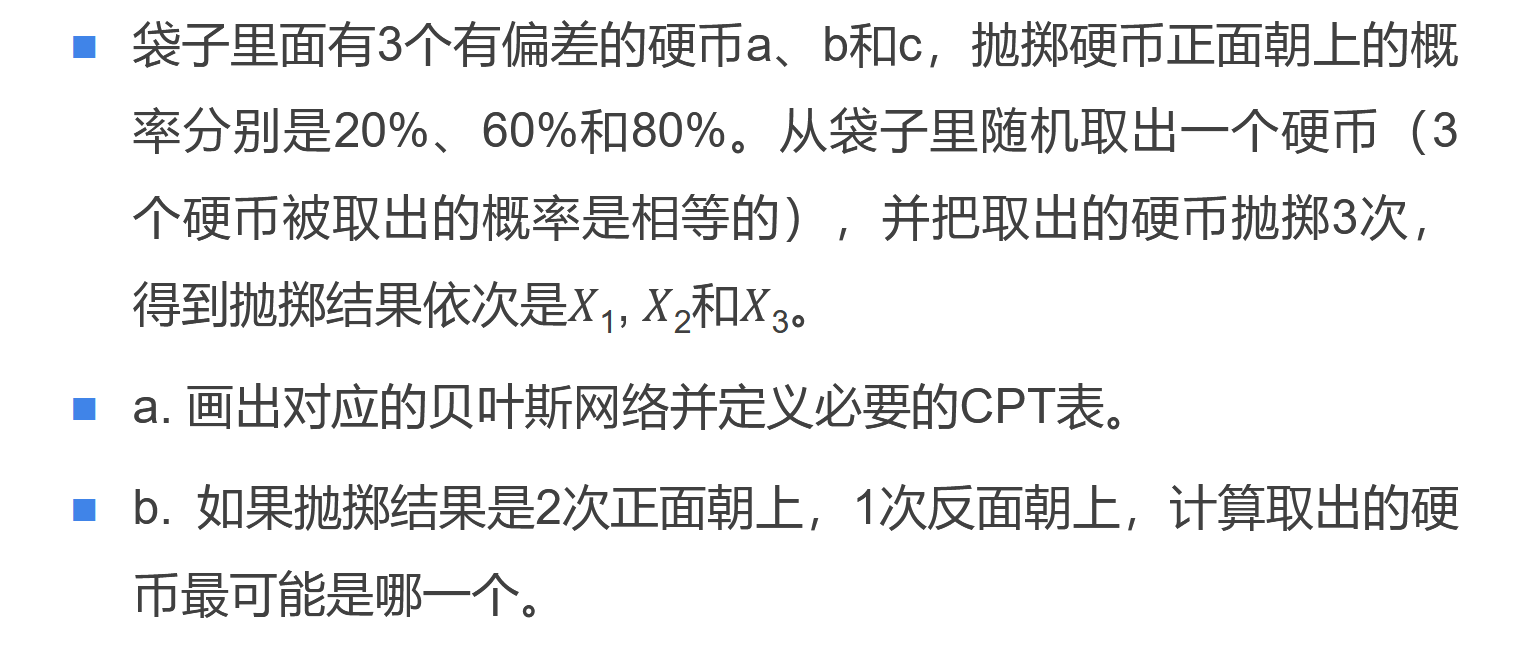 袋子里面有3个有偏差的硬币a、b和c，抛掷硬币正面朝上的概
率分别是20%、60%和80%。从袋子里随机取出一个硬币（3
个硬币被取出的概率是相等的），并把取出的硬币抛掷3次，
得到抛掷结果依次是X₁, X₂和X₃。
a. 画出对应的贝叶斯网络并定义必要的CPT表。
b. 如果抛掷结果是2次正面朝上，1次反面朝上，计算取出的硬
币最可能是哪一个。